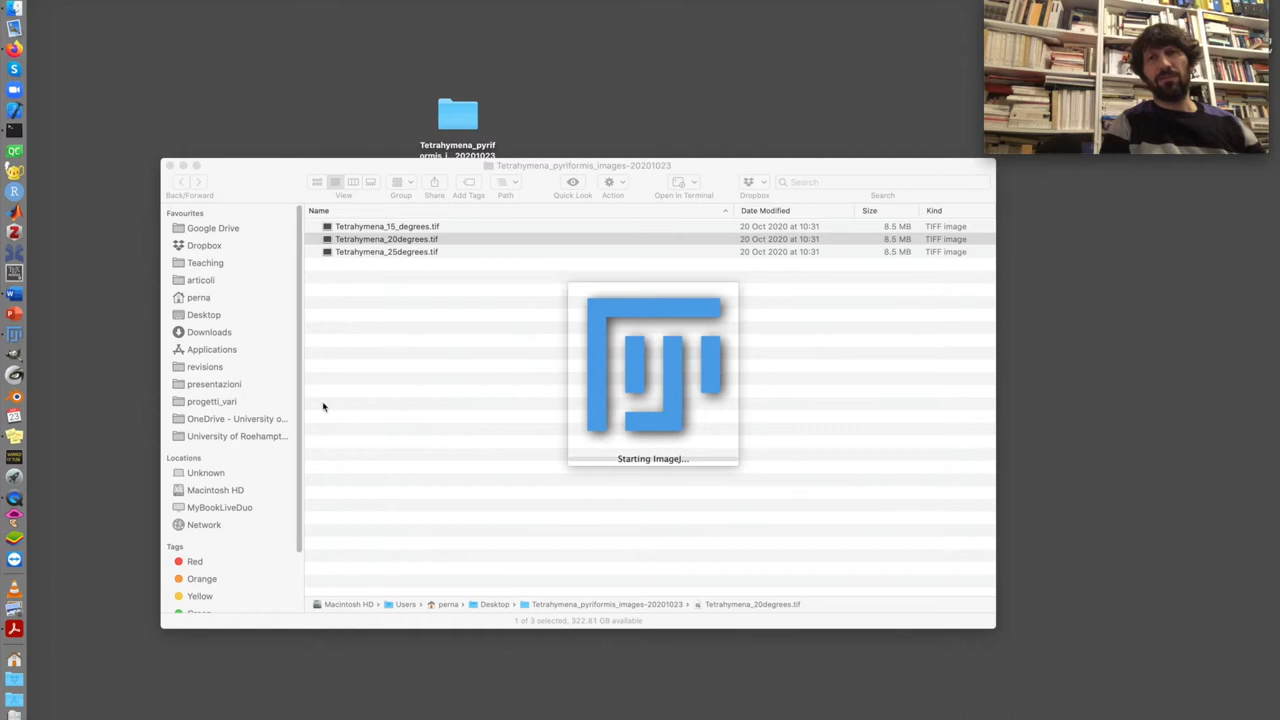 Tetrahymena_pyrif
ormis_i...20201023
Tetrahymena_pyriformis_images-20201023
Back/Forward
View
Group
Share
Add Tags
Path
Quick Look
Action
Open in Terminal
Dropbox
Search
Search
Favourites
Google Drive
Dropbox
Teaching
articoli
perna
Desktop
Downloads
Applications
revisions
presentazioni
progetti_vari
OneDrive - University o...
University of Roehampt...
Locations
Unknown
Macintosh HD
MyBookLiveDuo
Network
Tags
Red
Orange
Yellow
Name Date Modified Size Kind
Tetrahymena_15_degrees.tif 20 Oct 2020 at 10:31 8.5 MB TIFF image
Tetrahymena_20degrees.tif 20 Oct 2020 at 10:31 8.5 MB TIFF image
Tetrahymena_25degrees.tif 20 Oct 2020 at 10:31 8.5 MB TIFF image
Starting ImageJ...
Macintosh HD › Users › perna › Desktop › Tetrahymena_pyriformis_images-20201023 › Tetrahymena_20degrees.tif
1 of 3 selected, 322.81 GB available